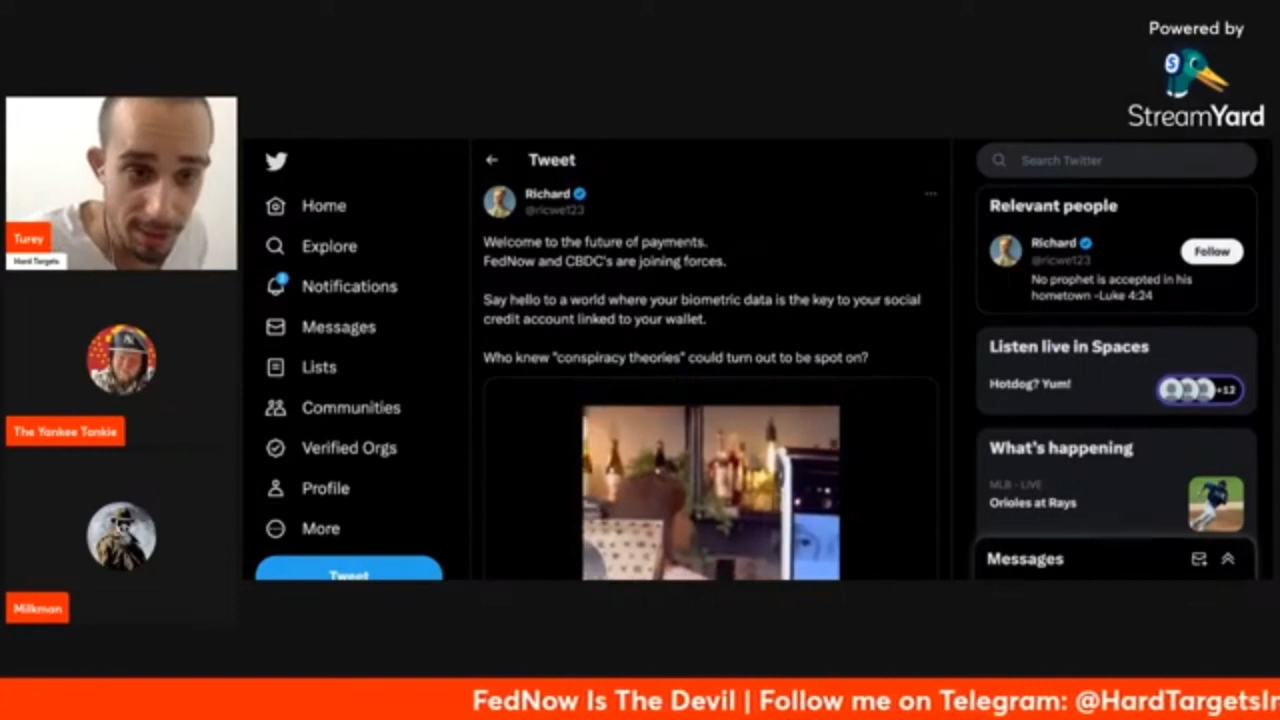 Powered by
StreamYard
Turey
Hard Targets
The Yankee Tankie
Milkman
Home
Explore
Notifications
Messages
Lists
Communities
Verified Orgs
Profile
More
Tweet
Tweet
Richard
@ricwe123
Welcome to the future of payments.
FedNow and CBDC's are joining forces.
Say hello to a world where your biometric data is the key to your social
credit account linked to your wallet.
Who knew "conspiracy theories" could turn out to be spot on?
Search Twitter
Relevant people
Richard
@ricwe123
Follow
No prophet is accepted in his
hometown -Luke 4:24
Listen live in Spaces
Hotdog? Yum!
+12
What's happening
MLB · LIVE
Orioles at Rays
Messages
FedNow Is The Devil | Follow me on Telegram: @HardTargetsIn